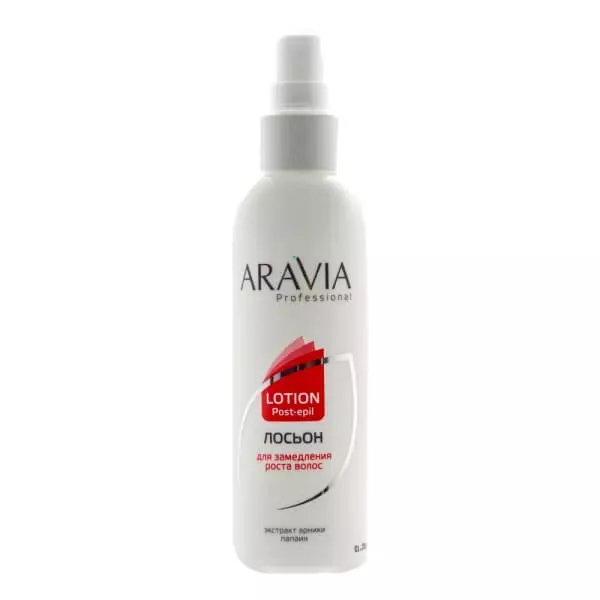 ARAVIA
Professional
LOTION
Post-epil
ЛОСЬОН
для замедления
роста волос
экстракт арники
папаин